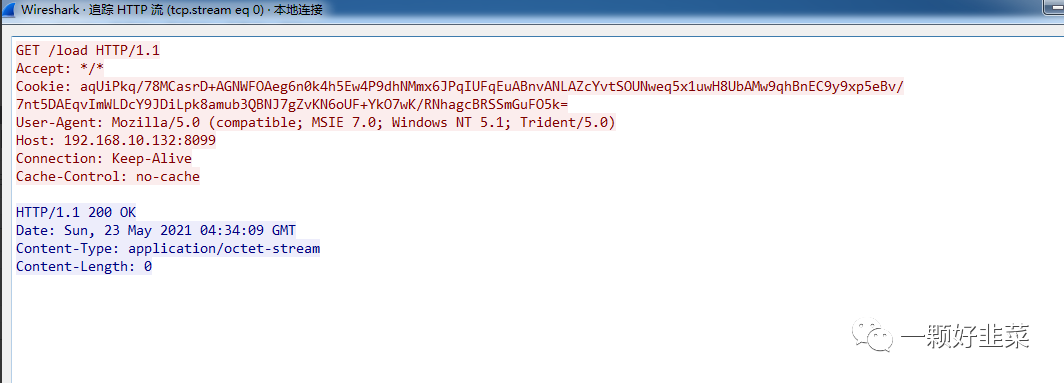 Wireshark · 追踪 HTTP 流 (tcp.stream eq 0) · 本地连接
GET /load HTTP/1.1
Accept: */*
Cookie: aqUiPkq/78MCasrD+AGNWFOAeg6n0k4h5Ew4P9dhNMmx6JPqIUFqEuABnvANLAZcYvtSOUNweq5x1uwH8UbAMw9qhBnEC9y9xp5eBv/
7nt5DAEqvImWLDcY9JDiLpk8amub3QBNJ7gZvKN6oUF+YkO7wK/RNhagcBRSSmGuFO5k=
User-Agent: Mozilla/5.0 (compatible; MSIE 7.0; Windows NT 5.1; Trident/5.0)
Host: 192.168.10.132:8099
Connection: Keep-Alive
Cache-Control: no-cache
HTTP/1.1 200 OK
Date: Sun, 23 May 2021 04:34:09 GMT
Content-Type: application/octet-stream
Content-Length: 0
一颗好韭菜